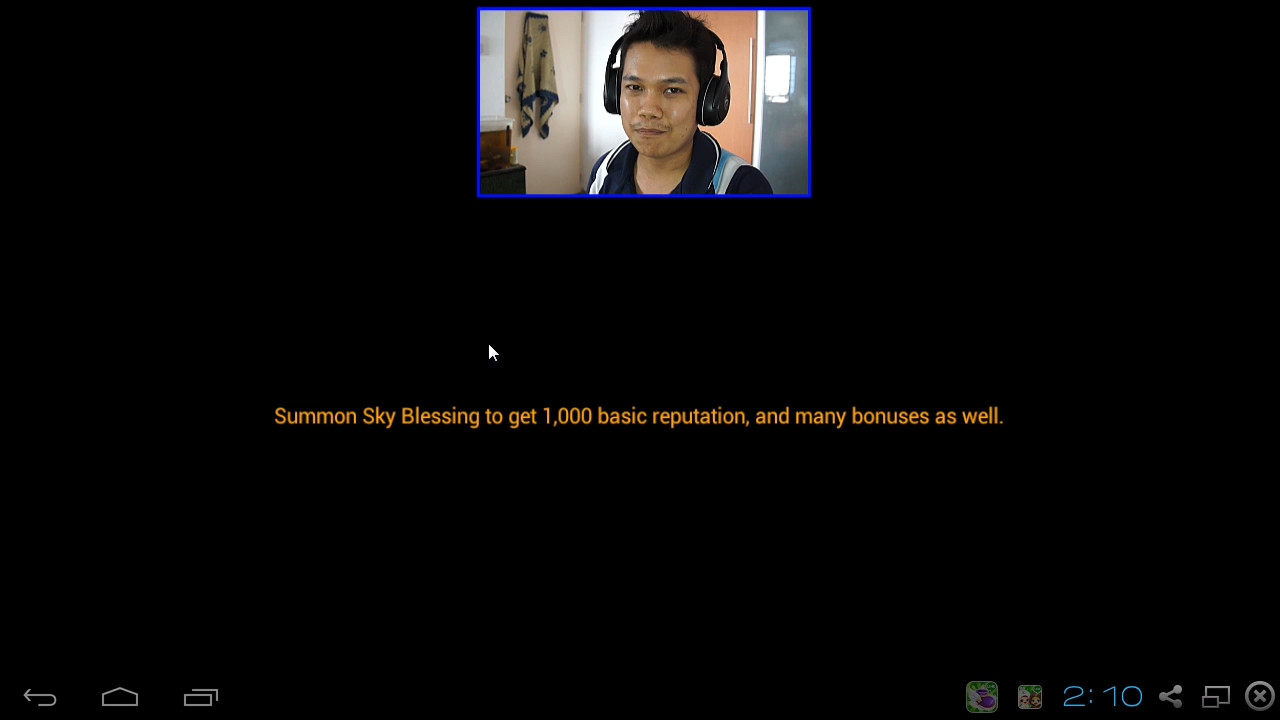 Summon Sky Blessing to get 1,000 basic reputation, and many bonuses as well.
2:10